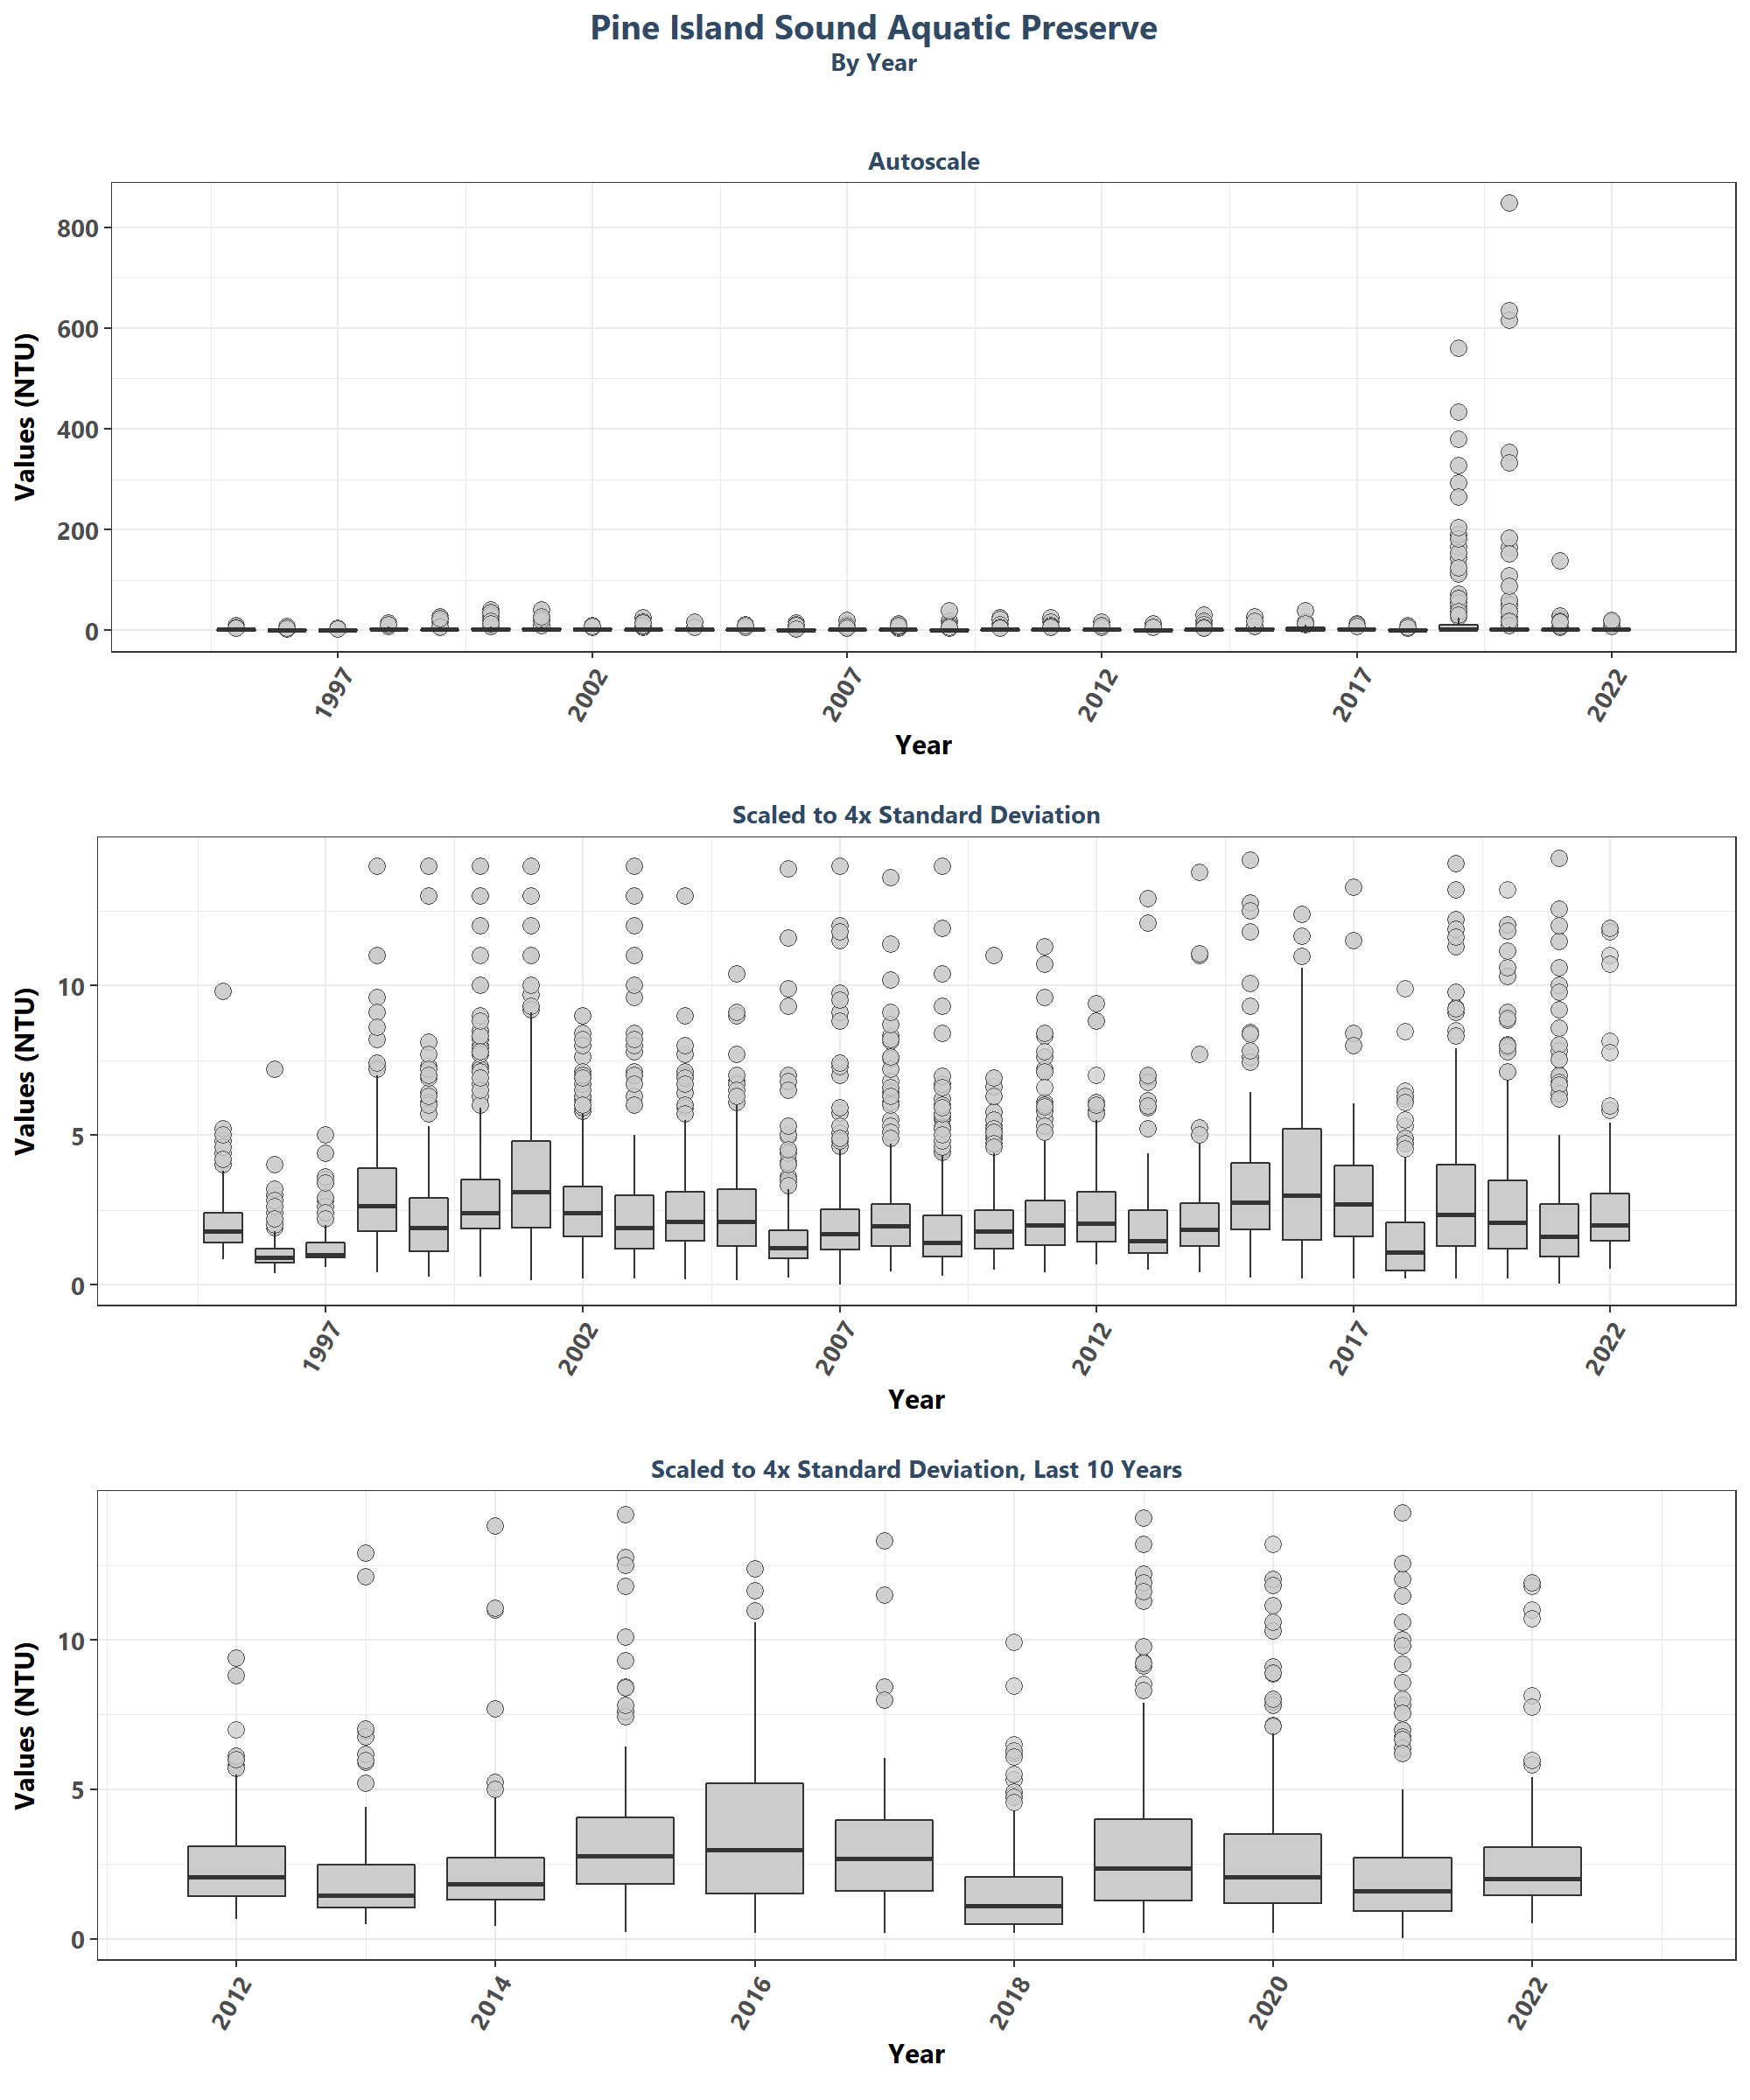 Pine Island Sound Aquatic Preserve
By Year
Autoscale
Values (NTU)
800
600
400
200
0
1997 2002 2007 2012 2017 2022
Year
Scaled to 4x Standard Deviation
Values (NTU)
10
5
0
1997 2002 2007 2012 2017 2022
Year
Scaled to 4x Standard Deviation, Last 10 Years
Values (NTU)
10
5
0
2012 2014 2016 2018 2020 2022
Year